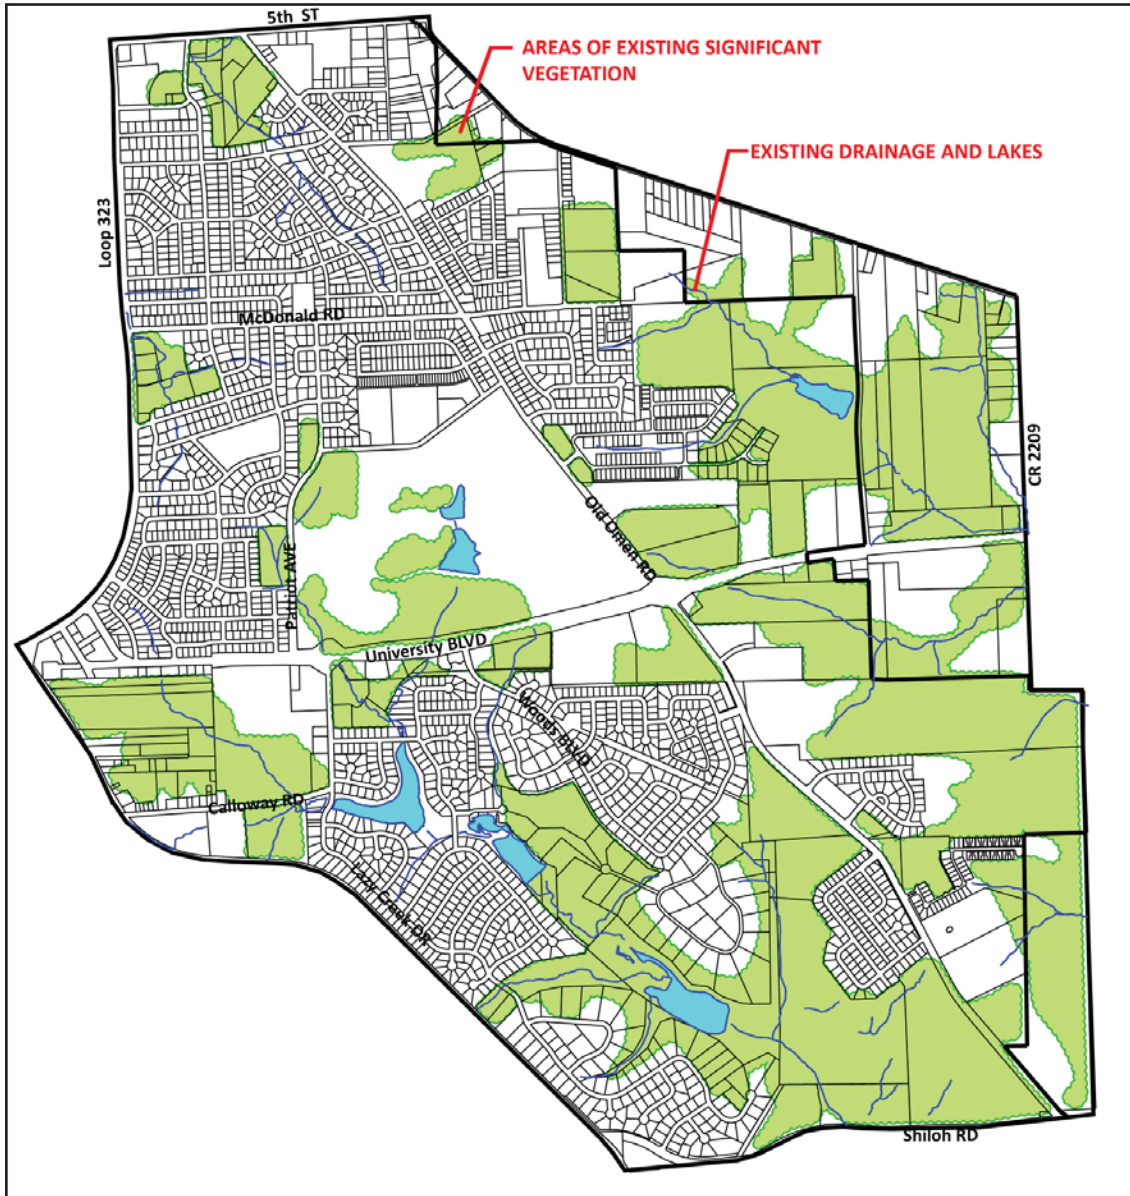 5th ST
AREAS OF EXISTING SIGNIFICANT
VEGETATION
EXISTING DRAINAGE AND LAKES
Loop 323
McDonald RD
CR 2209
Old Omen RD
Patriot AVE
University BLVD
Woods BLVD
Calloway RD
Lazy Creek DR
Shiloh RD